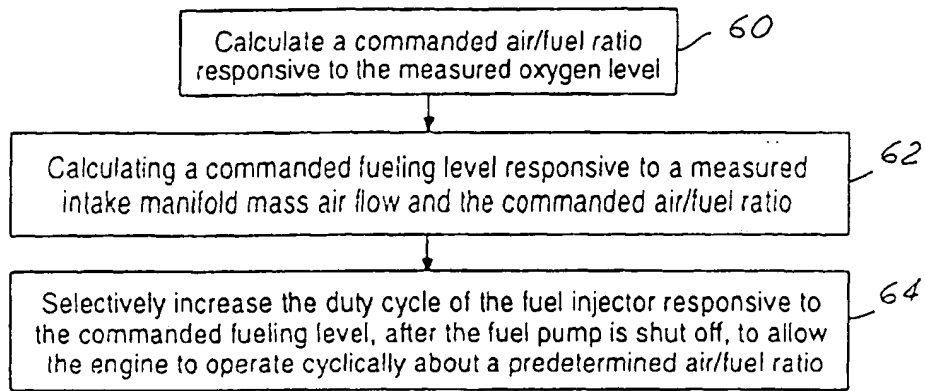 Calculate a commanded air/fuel ratio
responsive to the measured oxygen level
60
Calculating a commanded fueling level responsive to a measured
intake manifold mass air flow and the commanded air/fuel ratio
62
Selectively increase the duty cycle of the fuel injector responsive to
the commanded fueling level, after the fuel pump is shut off, to allow
the engine to operate cyclically about a predetermined air/fuel ratio
64